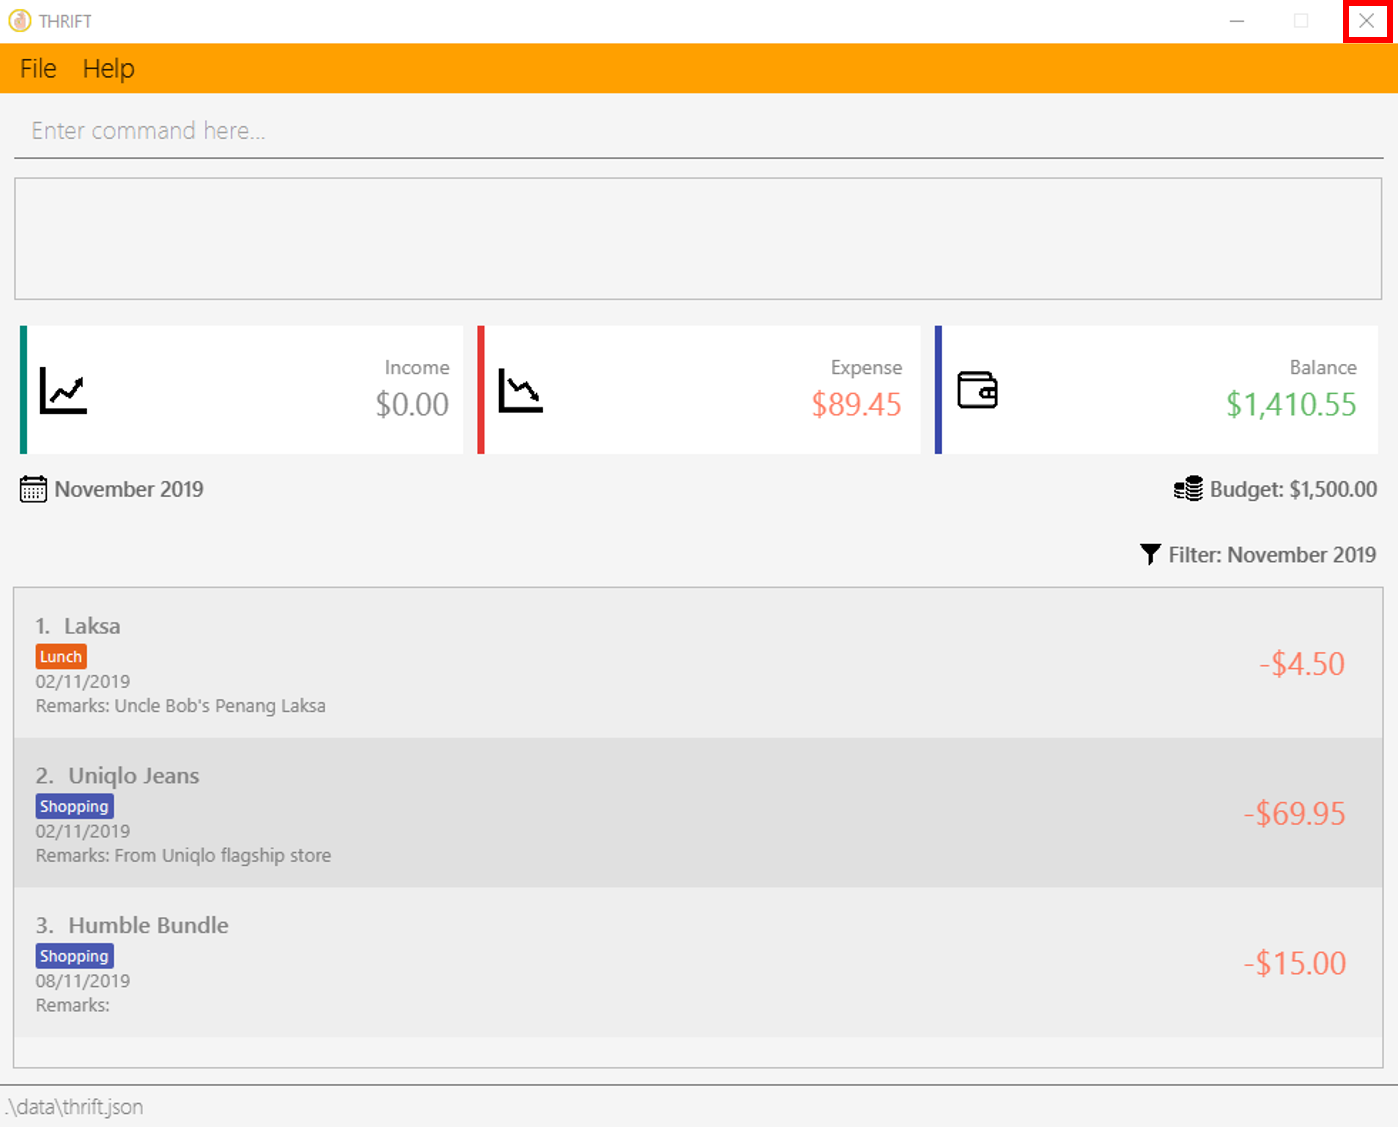 THRIFT
File Help
Enter command here...
Income
$0.00
Expense
$89.45
Balance
$1,410.55
November 2019
Budget: $1,500.00
Filter: November 2019
1. Laksa
Lunch
02/11/2019
Remarks: Uncle Bob's Penang Laksa
-$4.50
2. Uniqlo Jeans
Shopping
02/11/2019
Remarks: From Uniqlo flagship store
-$69.95
3. Humble Bundle
Shopping
08/11/2019
Remarks:
-$15.00
.\data\thrift.json